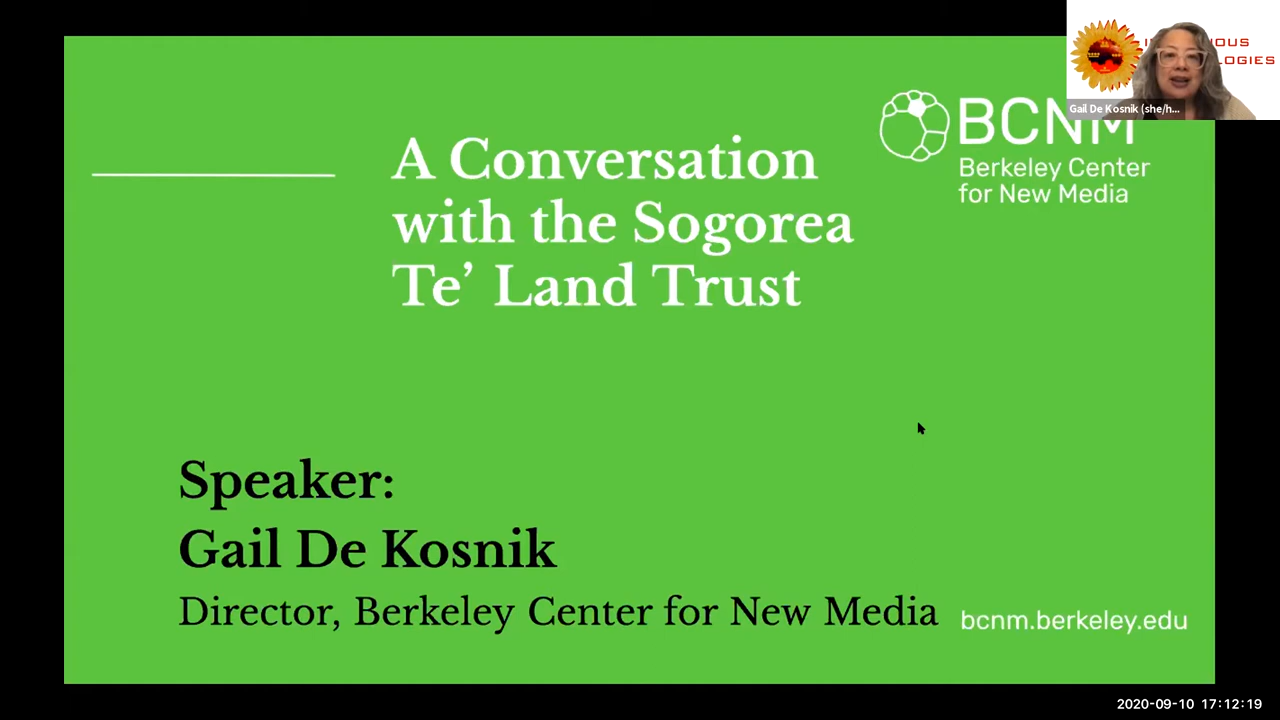 A Conversation
with the Sogorea
Te’ Land Trust
BCNM
Berkeley Center
for New Media
Gail De Kosnik (she/h...
Speaker:
Gail De Kosnik
Director, Berkeley Center for New Media
bcnm.berkeley.edu
2020-09-10 17:12:19